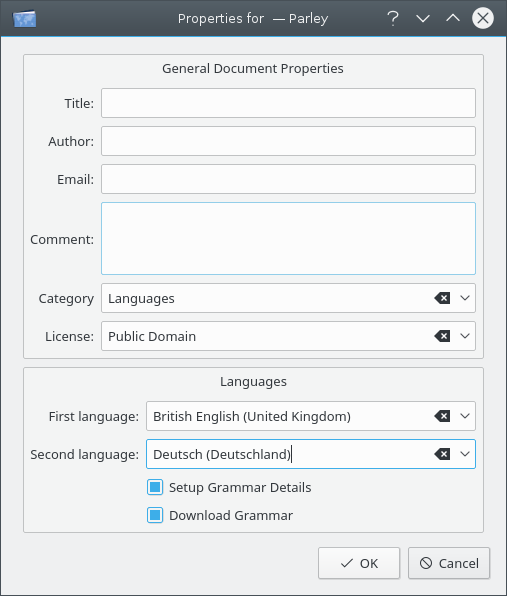 Properties for — Parley
General Document Properties
Title:
Author:
Email:
Comment:
Category Languages
License: Public Domain
Languages
First language: British English (United Kingdom)
Second language: Deutsch (Deutschland)
Setup Grammar Details
Download Grammar
OK Cancel